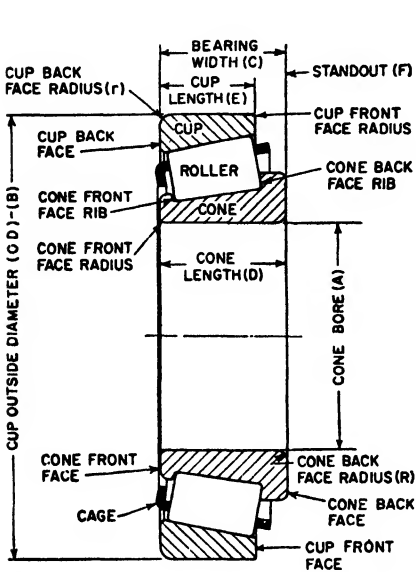 BEARING
WIDTH (C)
CUP
LENGTH (E)
STANDOUT (F)
CUP BACK
FACE RADIUS (r)
CUP FRONT
FACE RADIUS
CUP BACK
FACE
CUP
ROLLER
CONE BACK
FACE RIB
CONE FRONT
FACE RIB
CONE
CONE FRONT
FACE RADIUS
CONE
LENGTH (D)
CUP OUTSIDE DIAMETER (O D)-(B)
CONE BORE (A)
CONE FRONT
FACE
CONE BACK
FACE RADIUS (R)
CAGE
CONE BACK
FACE
CUP FRONT
FACE